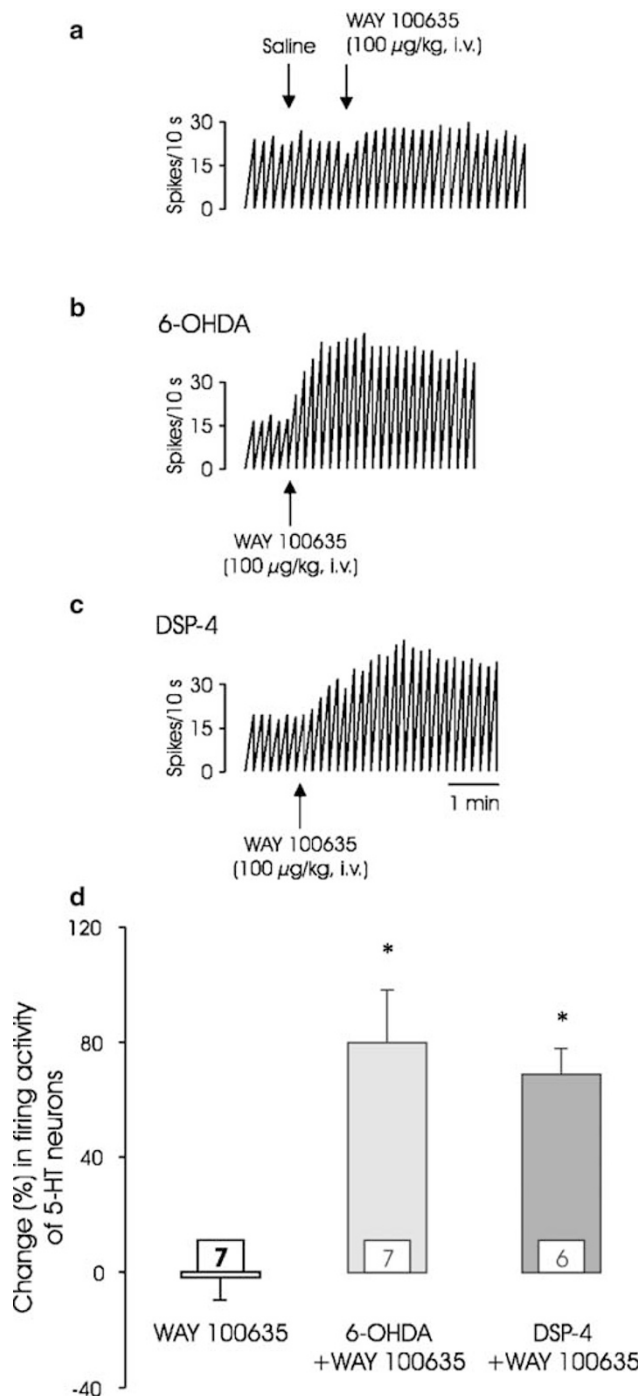 a
Saline
WAY 100635
(100 µg/kg, i.v.)
Spikes/10 s
30
15
0
b
6-OHDA
Spikes/10 s
30
15
0
WAY 100635
(100 µg/kg, i.v.)
c
DSP-4
Spikes/10 s
30
15
0
1 min
WAY 100635
(100 µg/kg, i.v.)
d
Change (%) in firing activity
of 5-HT neurons
120
80
40
0
-40
*
*
7
7
6
WAY 100635
6-OHDA
+WAY 100635
DSP-4
+WAY 100635